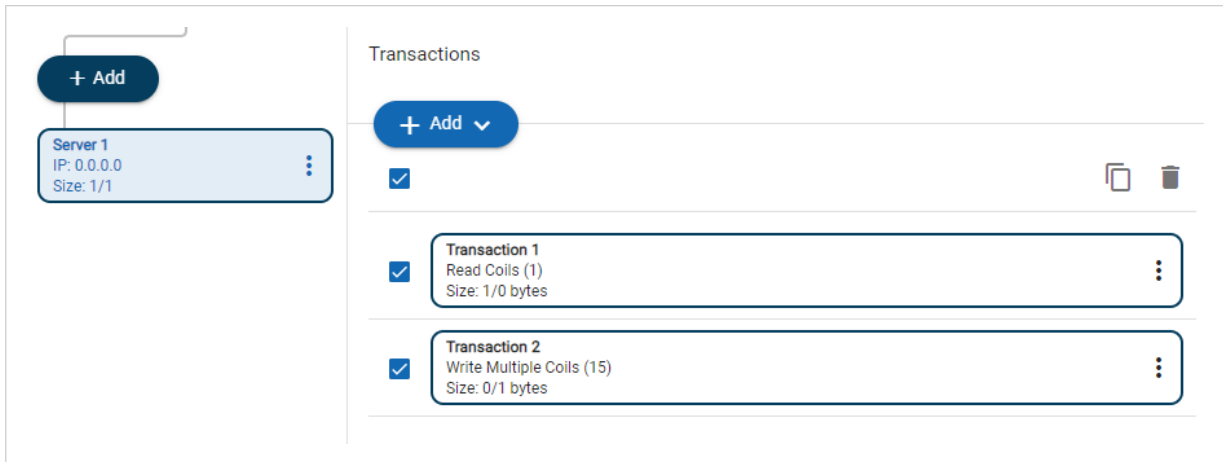 + Add
Server 1
IP: 0.0.0.0
Size: 1/1
Transactions
+ Add
Transaction 1
Read Coils (1)
Size: 1/0 bytes
Transaction 2
Write Multiple Coils (15)
Size: 0/1 bytes